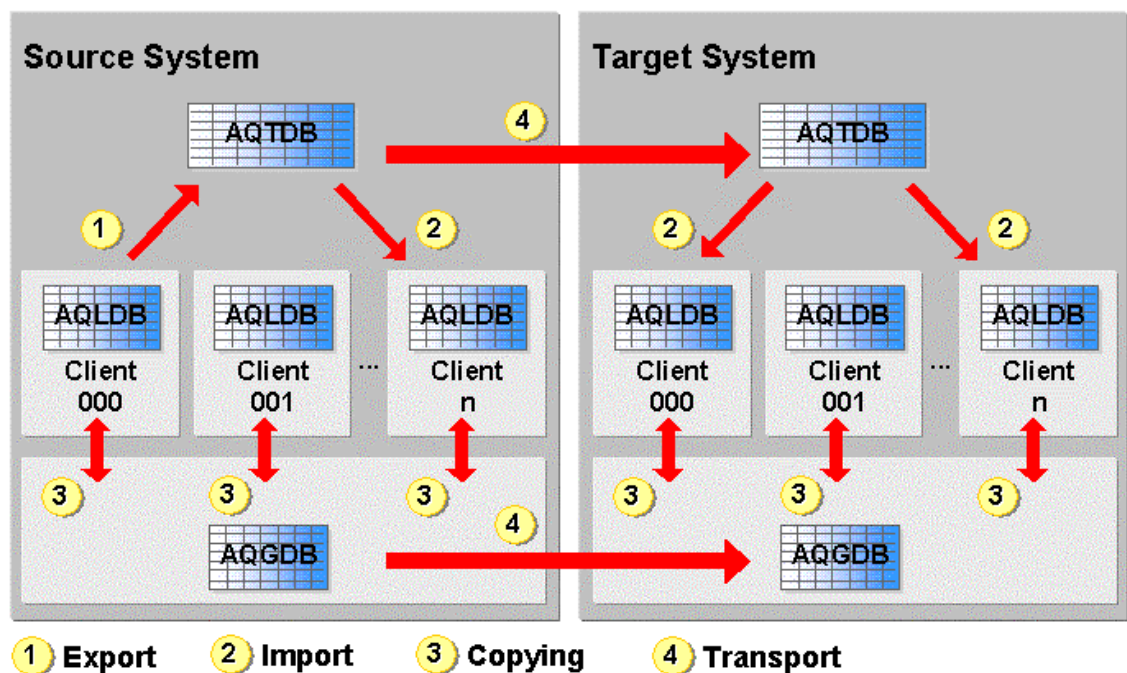 Source System
Target System
AQTDB
4
AQTDB
1
2
2
2
AQLDB
AQLDB
AQLDB
AQLDB
AQLDB
AQLDB
Client
000
Client
001
...
Client
n
Client
000
Client
001
...
Client
n
3
3
3
4
3
3
3
AQGDB
AQGDB
1 Export
2 Import
3 Copying
4 Transport